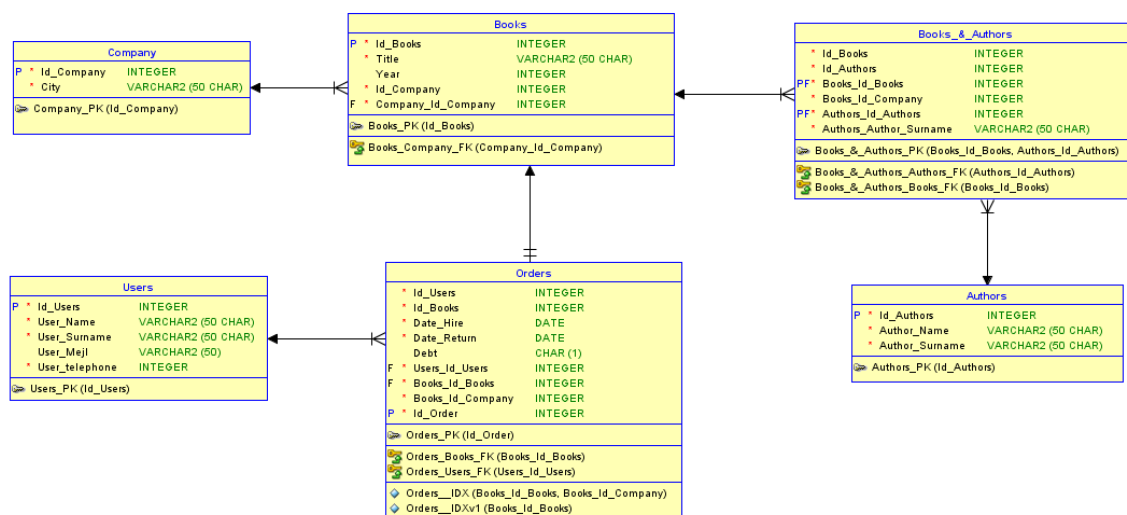 Company
P * Id_Company INTEGER
* City VARCHAR2 (50 CHAR)
Company_PK (Id_Company)
Books
P * Id_Books INTEGER
* Title VARCHAR2 (50 CHAR)
Year INTEGER
* Id_Company INTEGER
F * Company_Id_Company INTEGER
Books_PK (Id_Books)
Books_Company_FK (Company_Id_Company)
Books_&_Authors
* Id_Books INTEGER
* Id_Authors INTEGER
PF * Books_Id_Books INTEGER
* Books_Id_Company INTEGER
PF * Authors_Id_Authors INTEGER
* Authors_Author_Surname VARCHAR2 (50 CHAR)
Books_&_Authors_PK (Books_Id_Books, Authors_Id_Authors)
Books_&_Authors_Authors_FK (Authors_Id_Authors)
Books_&_Authors_Books_FK (Books_Id_Books)
Users
P * Id_Users INTEGER
* User_Name VARCHAR2 (50 CHAR)
* User_Surname VARCHAR2 (50 CHAR)
User_Mejl VARCHAR2 (50)
* User_telephone INTEGER
Users_PK (Id_Users)
Orders
* Id_Users INTEGER
* Id_Books INTEGER
* Date_Hire DATE
* Date_Return DATE
Debt CHAR (1)
F * Users_Id_Users INTEGER
F * Books_Id_Books INTEGER
* Books_Id_Company INTEGER
P * Id_Order INTEGER
Orders_PK (Id_Order)
Orders_Books_FK (Books_Id_Books)
Orders_Users_FK (Users_Id_Users)
Orders__IDX (Books_Id_Books, Books_Id_Company)
Orders__IDXv1 (Books_Id_Books)
Authors
P * Id_Authors INTEGER
* Author_Name VARCHAR2 (50 CHAR)
* Author_Surname VARCHAR2 (50 CHAR)
Authors_PK (Id_Authors)